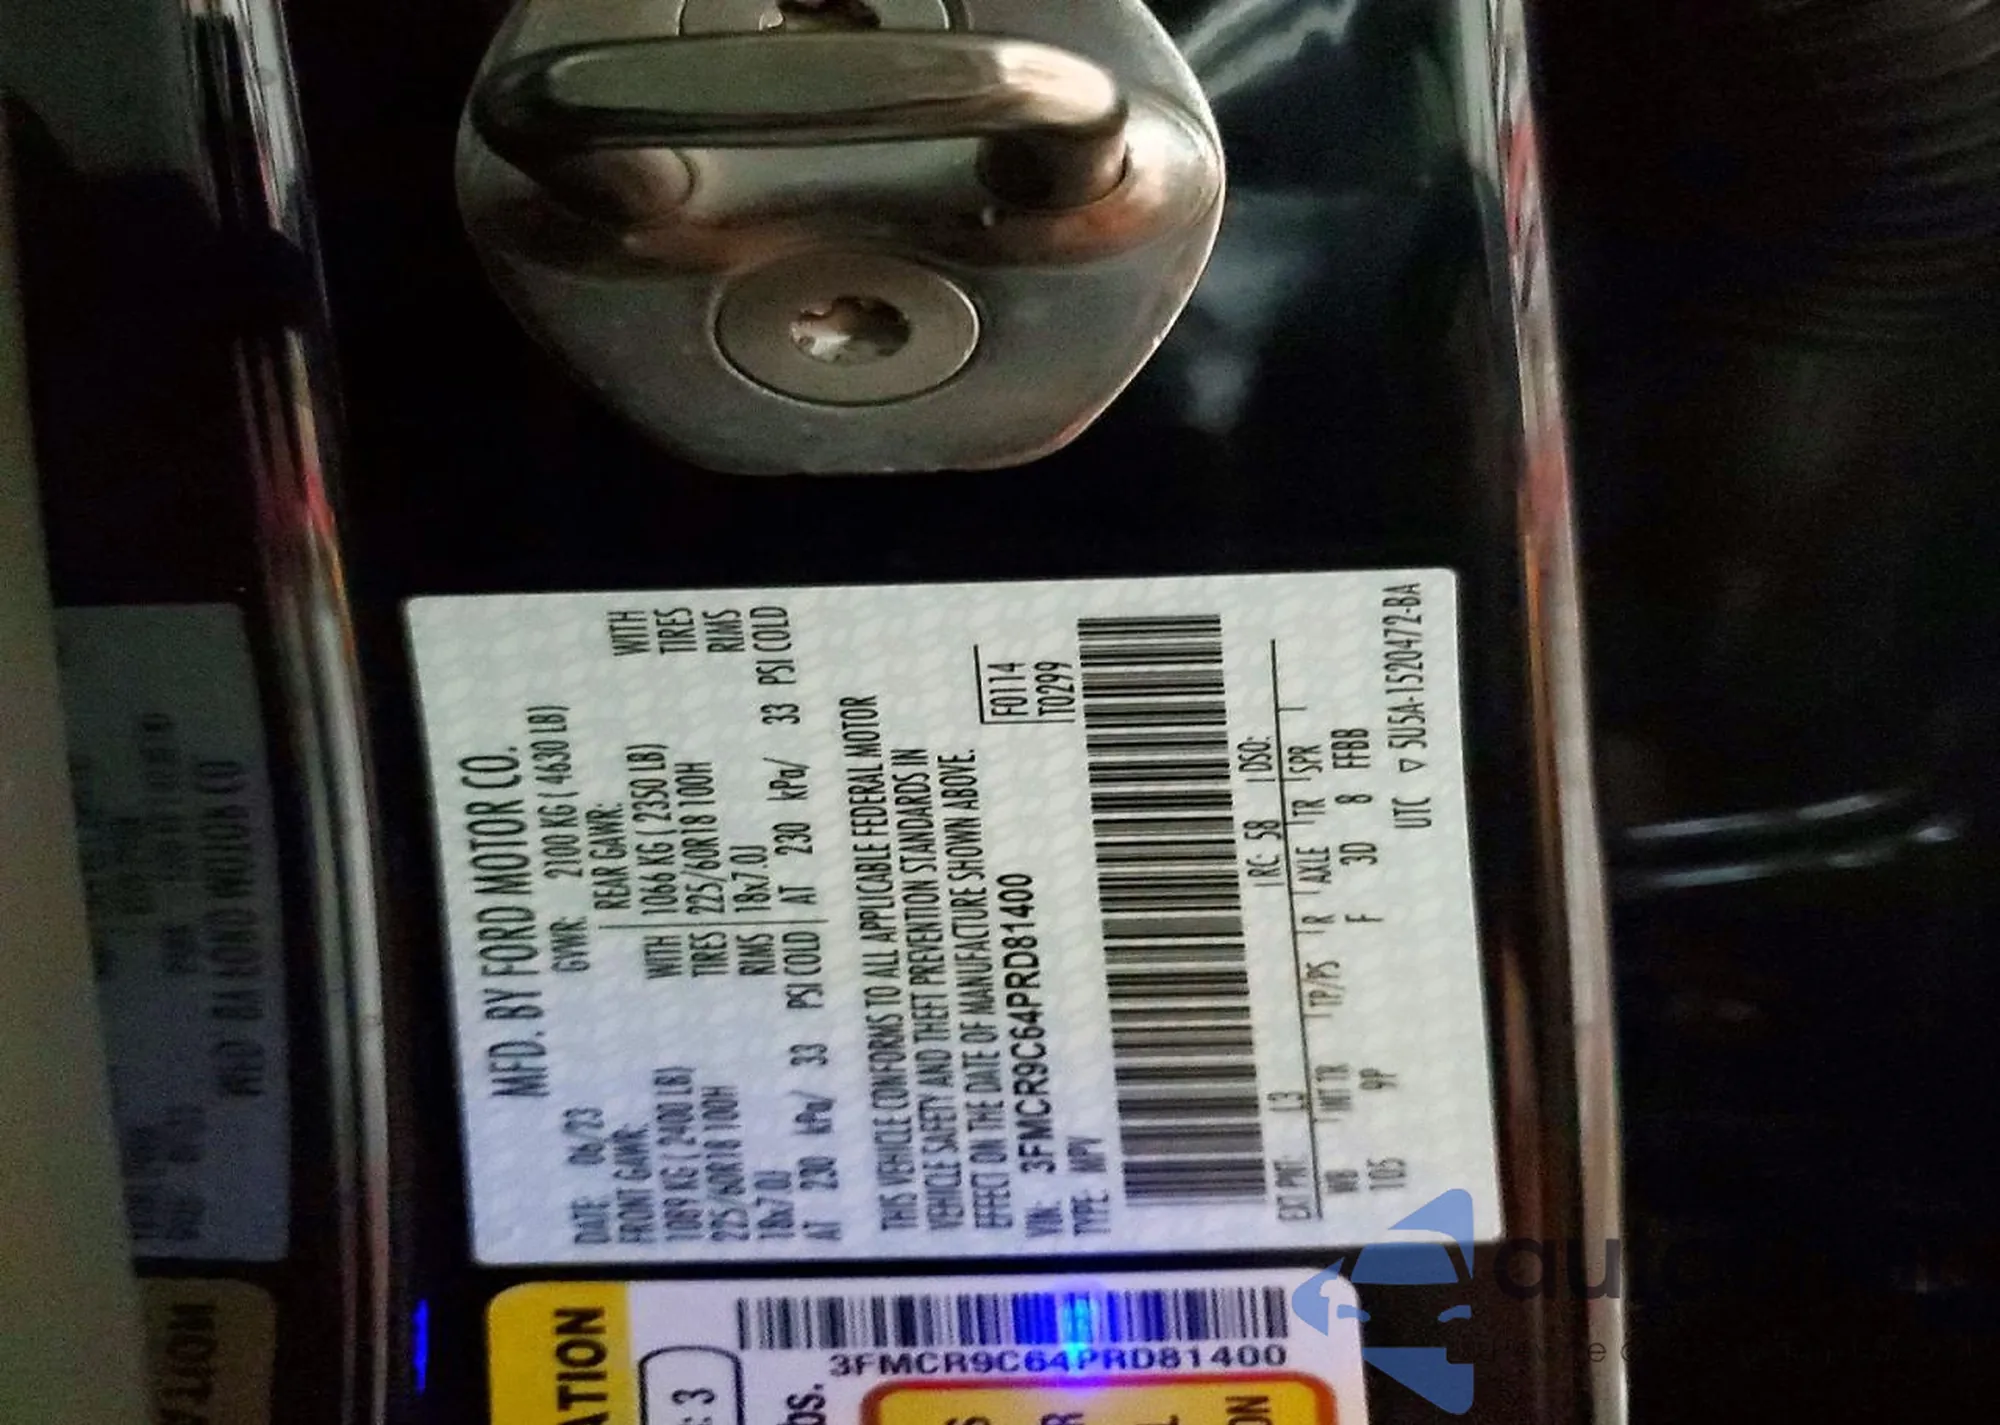 MFD. BY FORD MOTOR CO.
DATE: 06/23 GVWR: 2100 KG ( 4630 LB)
FRONT GAWR: REAR GAWR:
1089 KG ( 2400 LB) WITH 1066 KG ( 2350 LB) WITH
225/60R18 100H TIRES 225/60R18 100H TIRES
18x7.0J RIMS 18x7.0J RIMS
AT 230 kPa/ 33 PSI COLD AT 230 kPa/ 33 PSI COLD
THIS VEHICLE CONFORMS TO ALL APPLICABLE FEDERAL MOTOR
VEHICLE SAFETY AND THEFT PREVENTION STANDARDS IN
EFFECT ON THE DATE OF MANUFACTURE SHOWN ABOVE.
VIN: 3FMCR9C64PRD81400 F0114
TYPE: MPV T0299
EXT PNT: L3 RC: 58 DSO:
WB INT TR TP/PS R AXLE TR SPR
105 9P F 3D 8 FFBB
UTC ▽ 5U5A-1520472-BA
ATION
: 3
3FMCR9C64PRD81400
bs.